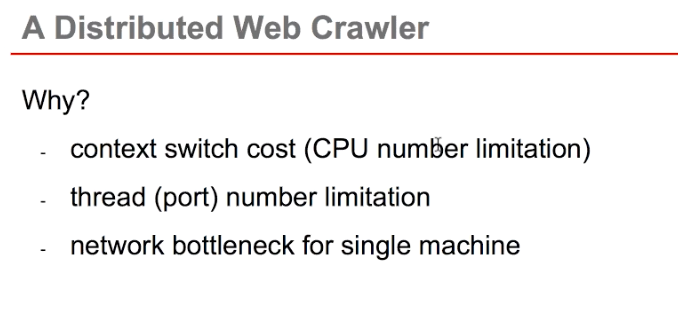 A Distributed Web Crawler
Why?
- context switch cost (CPU number limitation)
- thread (port) number limitation
- network bottleneck for single machine